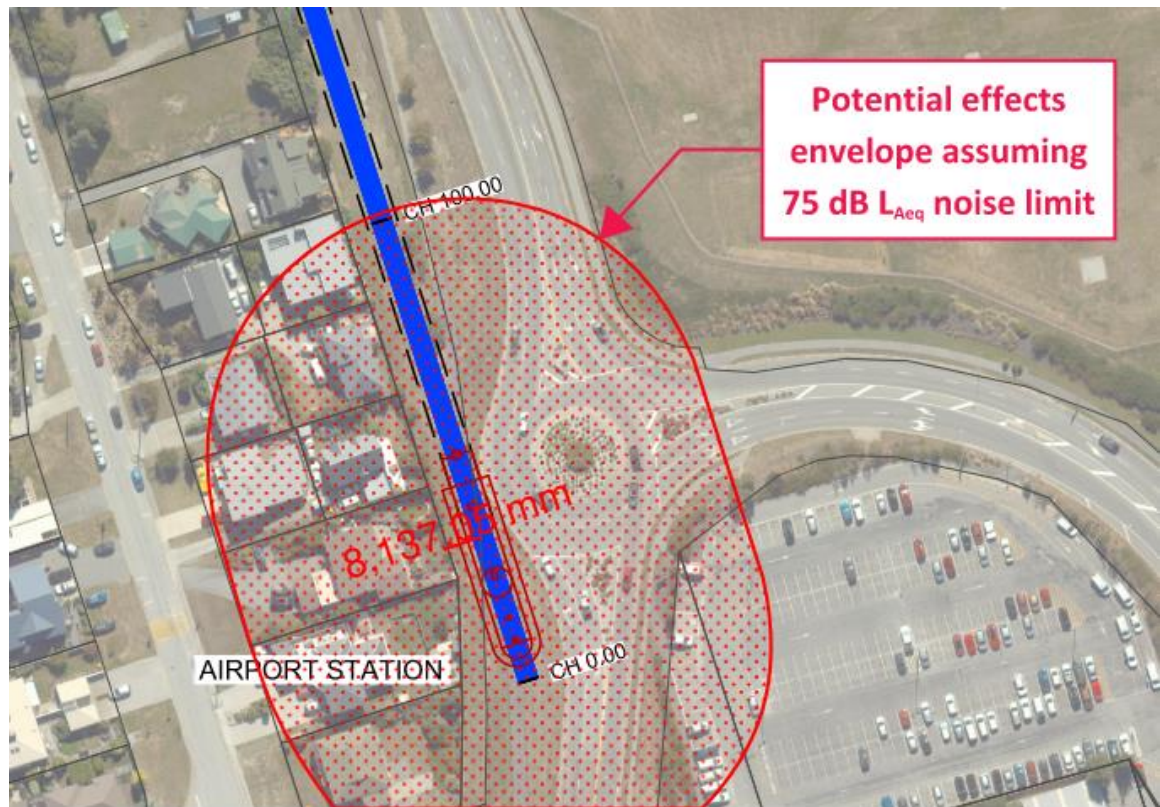 Potential effects
envelope assuming
75 dB LAeq noise limit
CH 100.00
8,137.05 mm
AIRPORT STATION
CH 0.00